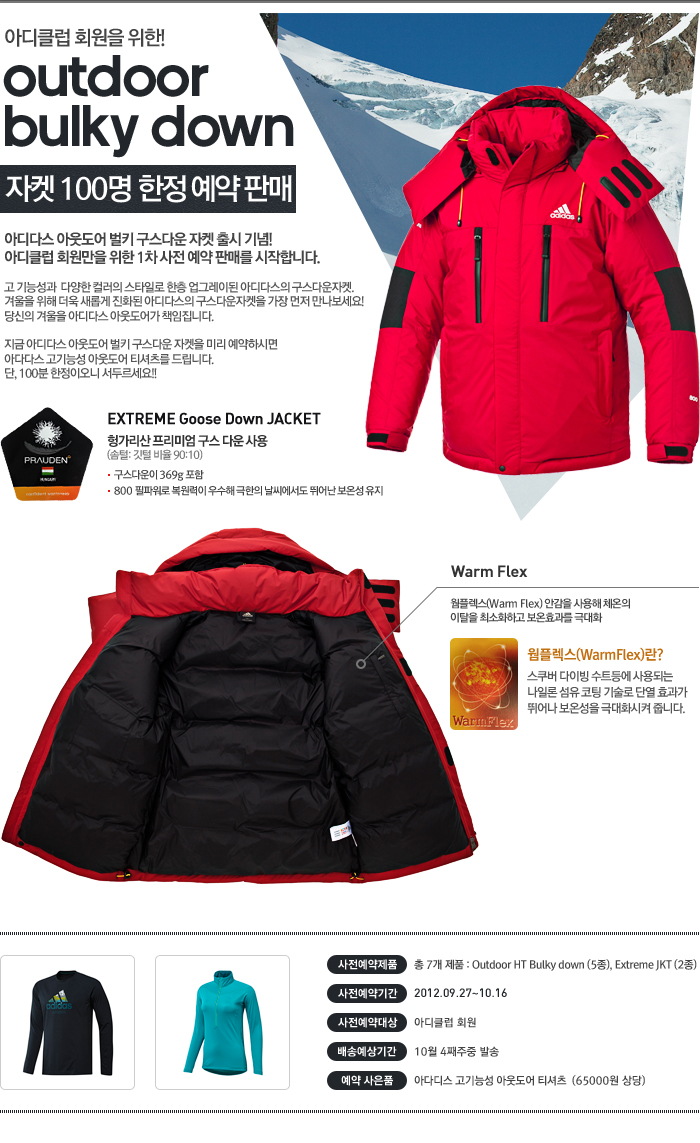 아디클럽 회원을 위한!
outdoor
bulky down
자켓 100명 한정 예약 판매
아디다스 아웃도어 벌키 구스다운 자켓 출시 기념!
아디클럽 회원만을 위한 1차 사전 예약 판매를 시작합니다.
고 기능성과 다양한 컬러의 스타일로 한층 업그레이된 아디다스의 구스다운자켓.
겨울을 위해 더욱 새롭게 진화된 아디다스의 구스다운자켓을 가장 먼저 만나보세요!
당신의 겨울을 아디다스 아웃도어가 책임집니다.
지금 아디다스 아웃도어 벌키 구스다운 자켓을 미리 예약하시면
아다다스 고기능성 아웃도어 티셔츠를 드립니다.
단, 100분 한정이오니 서두르세요!!
adidas
800
PRAUDEN
HUNGARY
EXTREME Goose Down JACKET
헝가리산 프리미엄 구스 다운 사용
(솜털: 깃털 비율 90:10)
· 구스다운이 369g 포함
· 800 필파워로 복원력이 우수해 극한의 날씨에서도 뛰어난 보온성 유지
Warm Flex
웜플렉스(Warm Flex) 안감을 사용해 체온의
이탈을 최소화하고 보온효과를 극대화
WarmFlex
웜플렉스(WarmFlex)란?
스쿠버 다이빙 수트등에 사용되는
나일론 섬유 코팅 기술로 단열 효과가
뛰어나 보온성을 극대화시켜 줍니다.
adidas
사전예약제품 총 7개 제품 : Outdoor HT Bulky down (5종), Extreme JKT (2종)
사전예약기간 2012.09.27~10.16
사전예약대상 아디클럽 회원
배송예상기간 10월 4째주중 발송
예약 사은품 아다디스 고기능성 아웃도어 티셔츠 (65000원 상당)